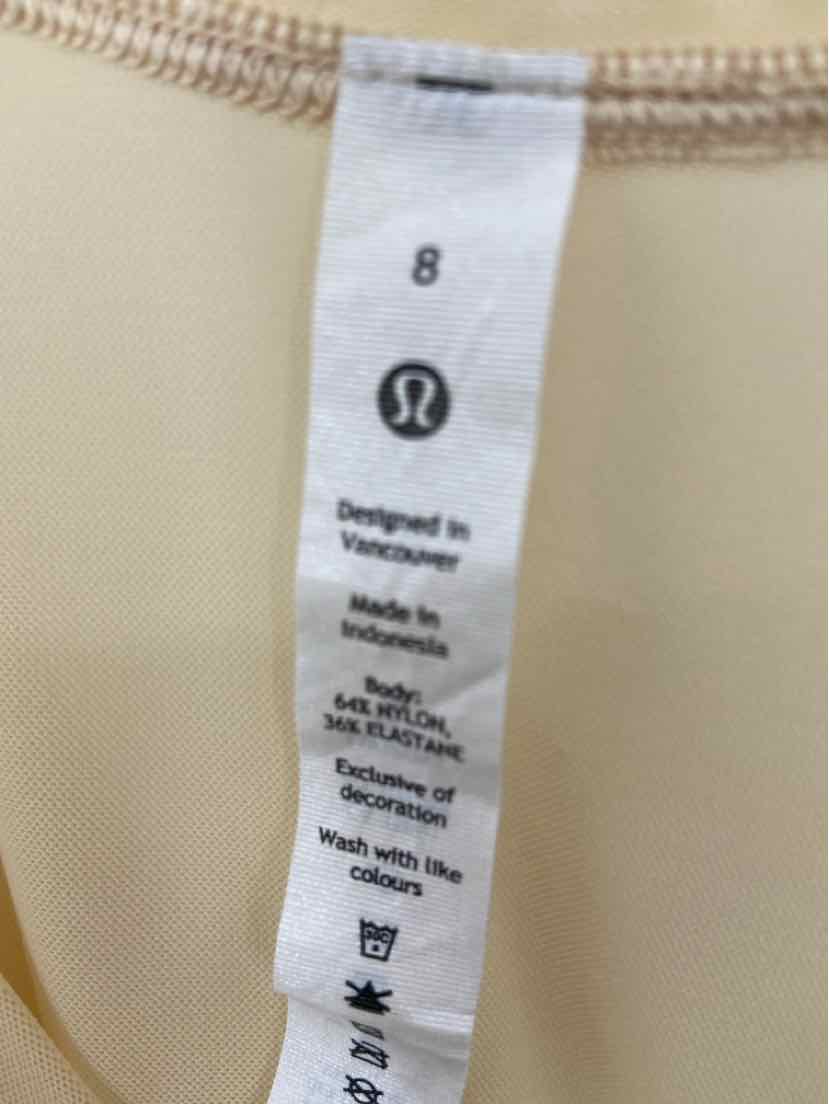 8
Designed in
Vancouver
Made in
Indonesia
Body:
64% NYLON,
36% ELASTANE
Exclusive of
decoration
Wash with like
colours
30C